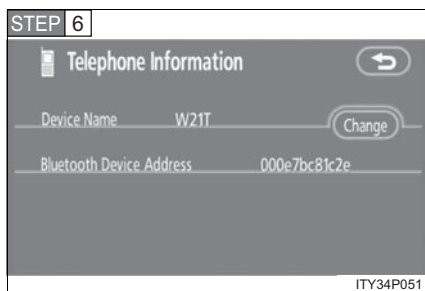 STEP 6
Telephone Information
Device Name W21T Change
Bluetooth Device Address 000e7bc81c2e
ITY34P051